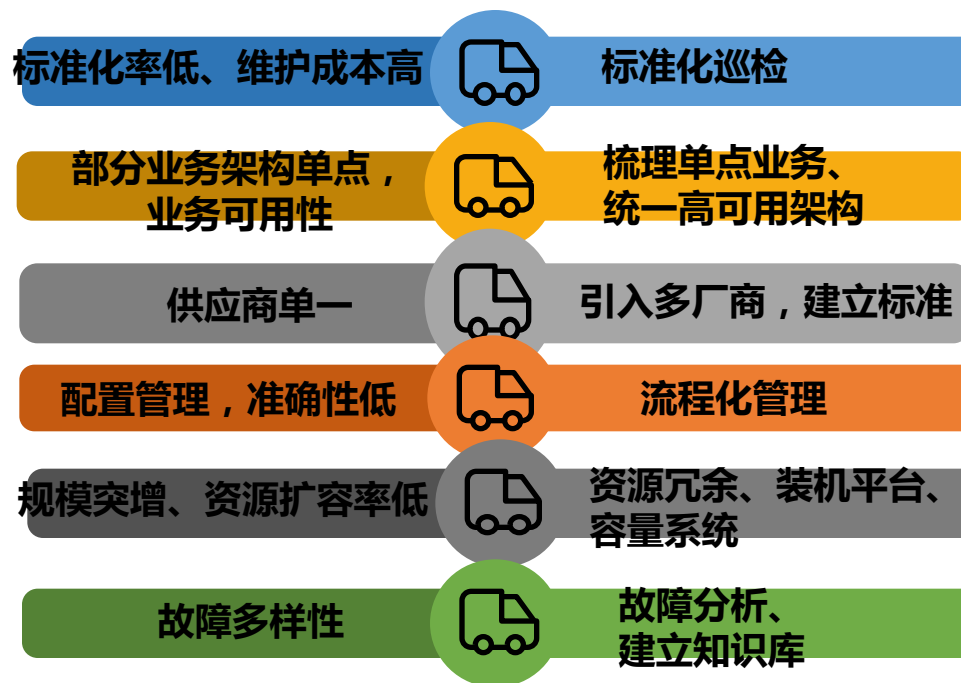 标准化率低、维护成本高
标准化巡检
部分业务架构单点，
业务可用性
梳理单点业务、
统一高可用架构
供应商单一
引入多厂商，建立标准
配置管理，准确性低
流程化管理
规模突增、资源扩容率低
资源冗余、装机平台、
容量系统
故障多样性
故障分析、
建立知识库